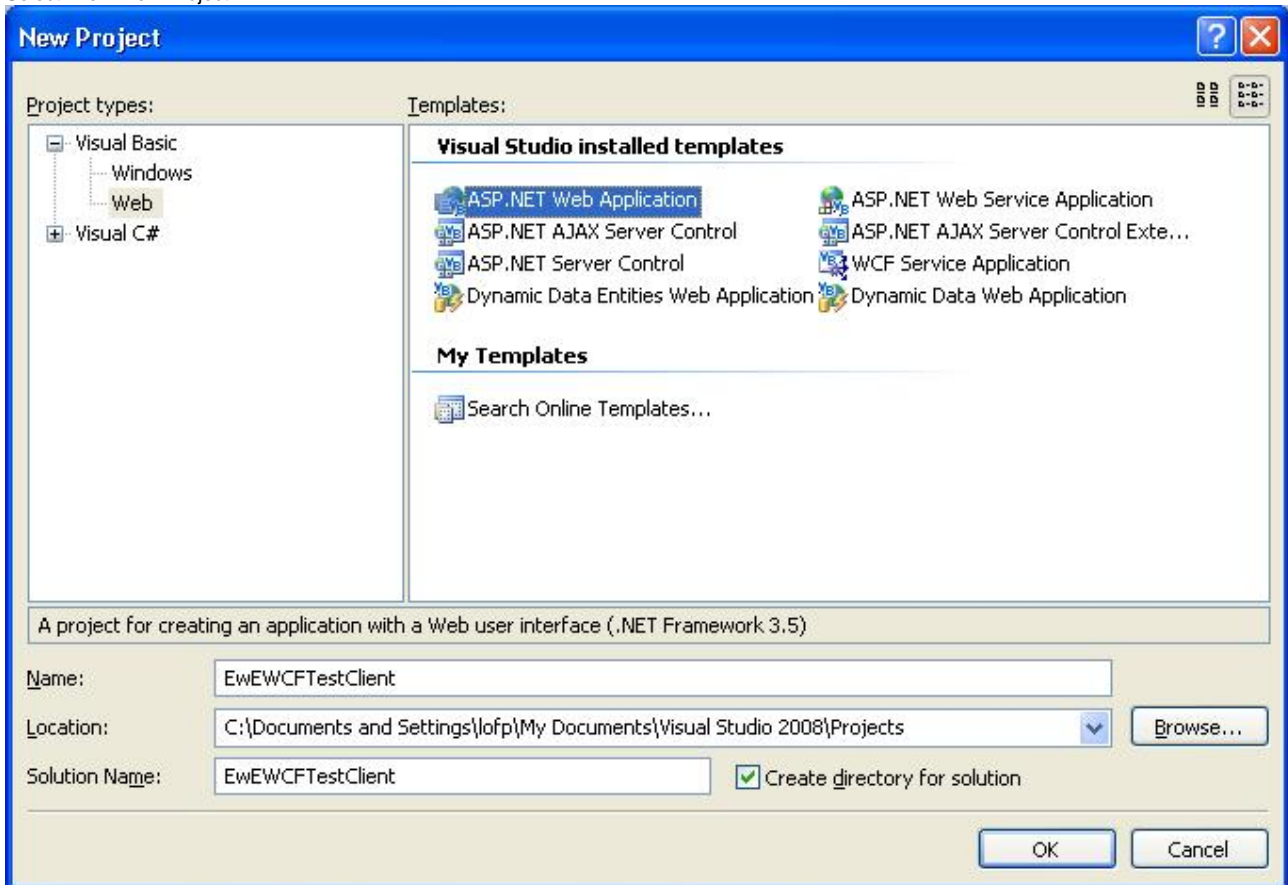 New Project
Project types:
Templates:
Visual Basic
Windows
Web
Visual C#
Visual Studio installed templates
ASP.NET Web Application
ASP.NET Web Service Application
ASP.NET AJAX Server Control
ASP.NET AJAX Server Control Exte...
ASP.NET Server Control
WCF Service Application
Dynamic Data Entities Web Application
Dynamic Data Web Application
My Templates
Search Online Templates...
A project for creating an application with a Web user interface (.NET Framework 3.5)
Name:
EwEWCFTestClient
Location:
C:\Documents and Settings\lofp\My Documents\Visual Studio 2008\Projects
Browse...
Solution Name:
EwEWCFTestClient
Create directory for solution
OK
Cancel